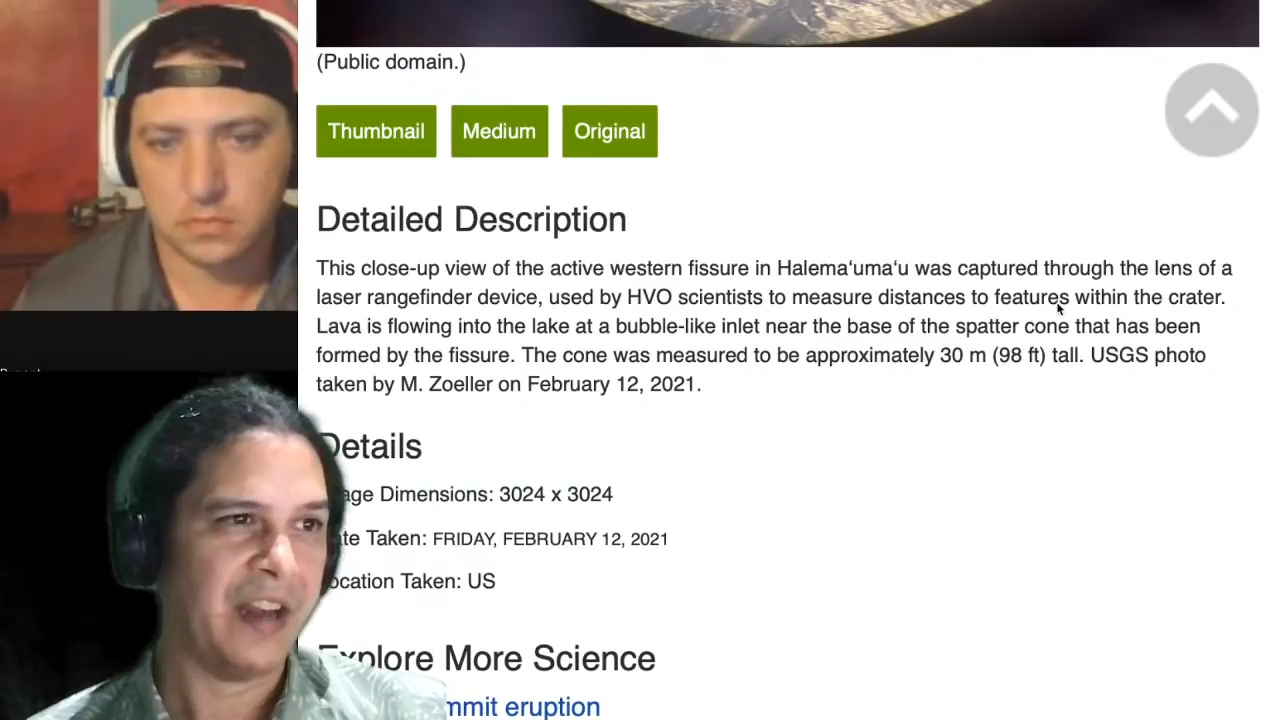 (Public domain.)
Thumbnail
Medium
Original
Detailed Description
This close-up view of the active western fissure in Halemaʻumaʻu was captured through the lens of a
laser rangefinder device, used by HVO scientists to measure distances to features within the crater.
Lava is flowing into the lake at a bubble-like inlet near the base of the spatter cone that has been
formed by the fissure. The cone was measured to be approximately 30 m (98 ft) tall. USGS photo
taken by M. Zoeller on February 12, 2021.
Details
Dimensions: 3024 x 3024
Taken: FRIDAY, FEBRUARY 12, 2021
Taken: US
Explore More Science
eruption